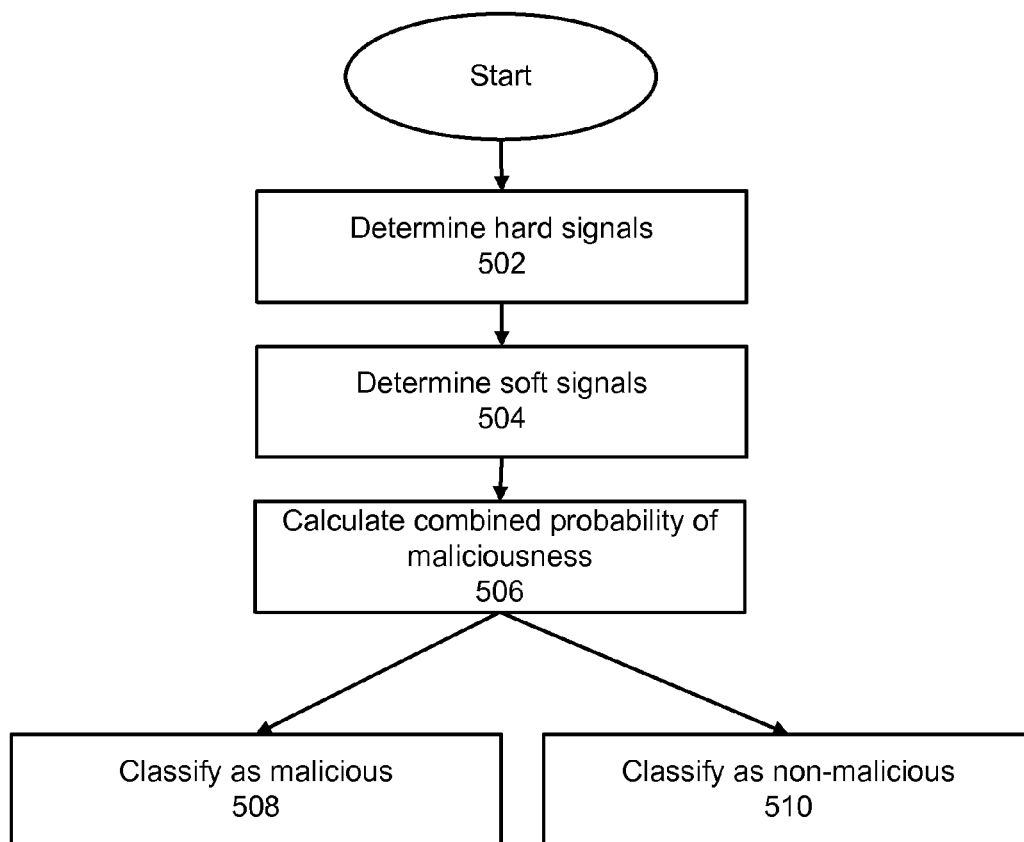 Start
Determine hard signals
502
Determine soft signals
504
Calculate combined probability of
maliciousness
506
Classify as malicious
508
Classify as non-malicious
510